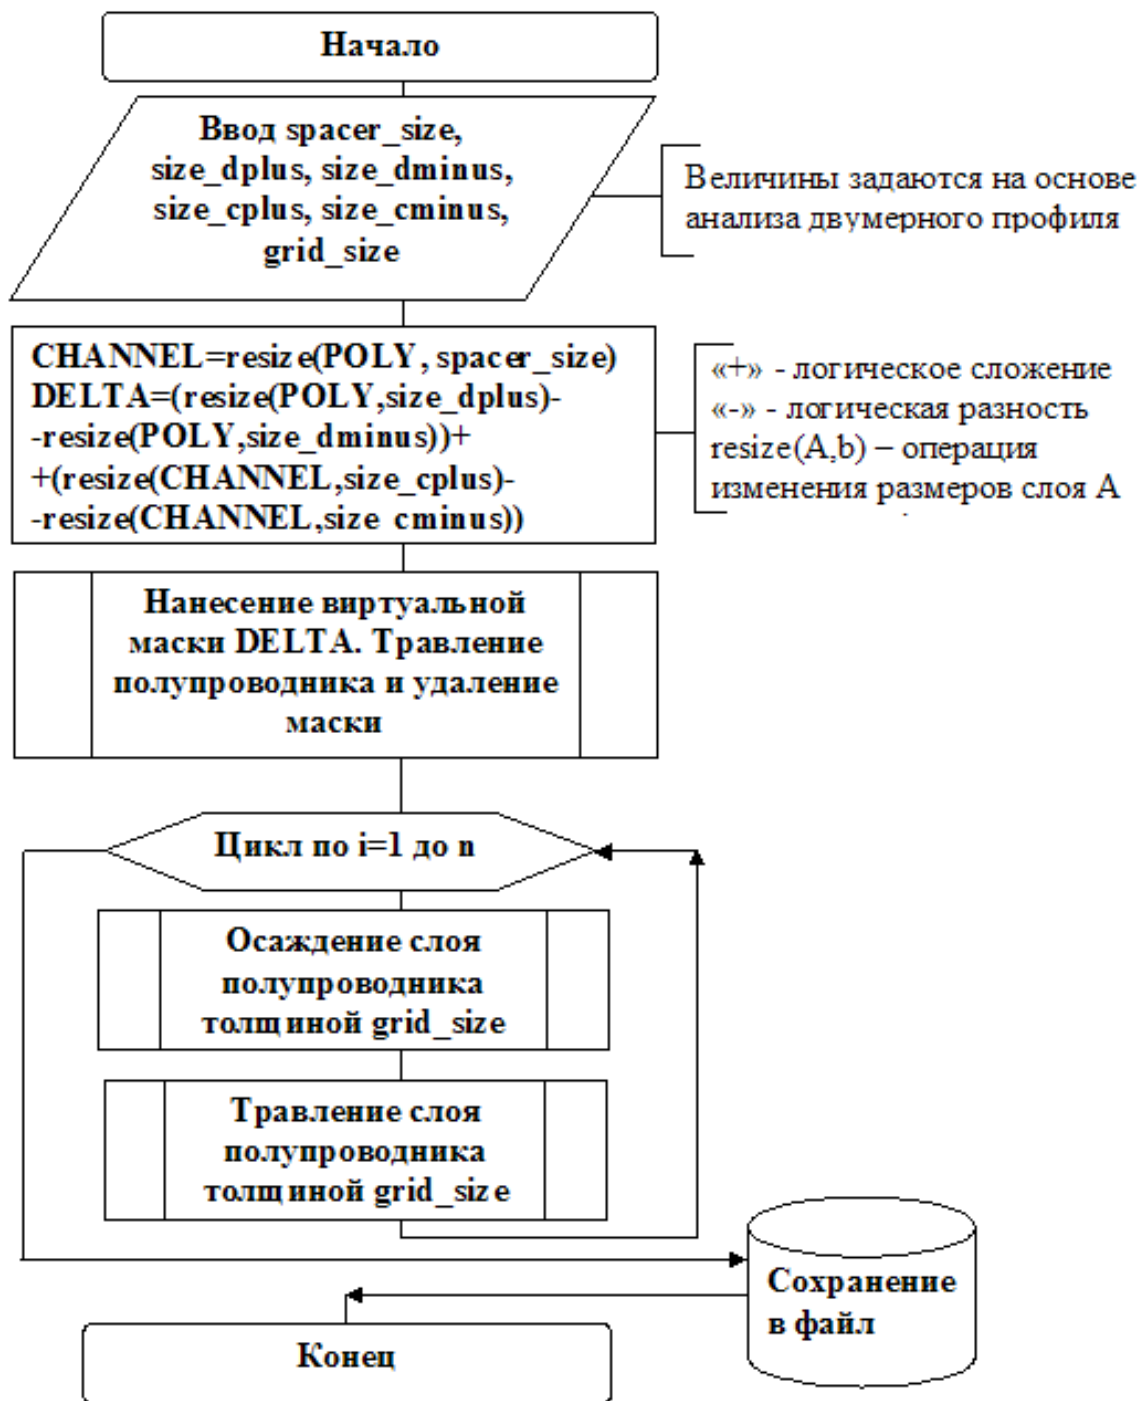 Начало
Ввод spacer_size,
size_dplus, size_dminus,
size_cplus, size_cminus,
grid_size
Величины задаются на основе
анализа двумерного профиля
CHANNEL=resize(POLY, spacer_size)
DELTA=(resize(POLY,size_dplus)-
-resize(POLY,size_dminus))+
+(resize(CHANNEL,size_cplus)-
-resize(CHANNEL,size_cminus))
«+» - логическое сложение
«-» - логическая разность
resize(A,b) – операция
изменения размеров слоя A
Нанесение виртуальной
маски DELTA. Травление
полупроводника и удаление
маски
Цикл по i=1 до n
Осаждение слоя
полупроводника
толщиной grid_size
Травление слоя
полупроводника
толщиной grid_size
Сохранение
в файл
Конец